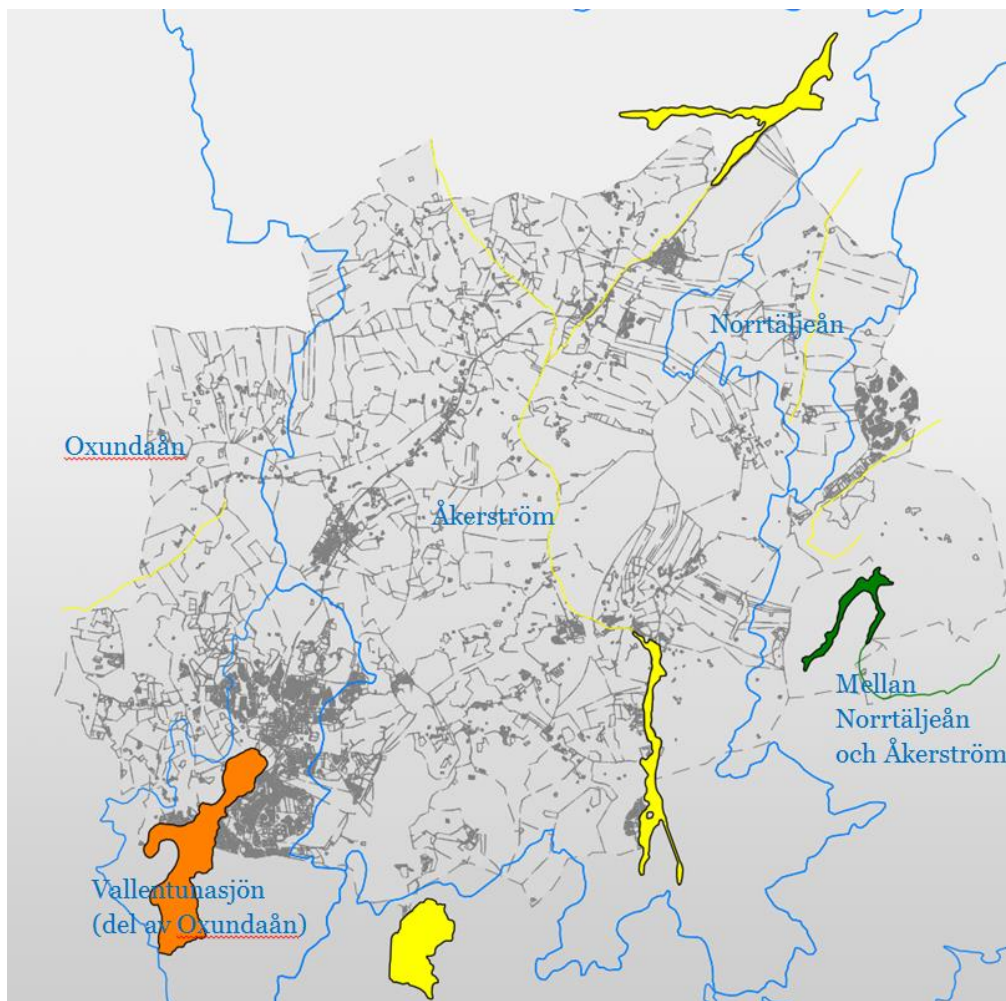 Norrtäljeån
Oxundaån
Åkerström
Mellan
Norrtäljeån
och Åkerström
Vallentunasjön
(del av Oxundaån)